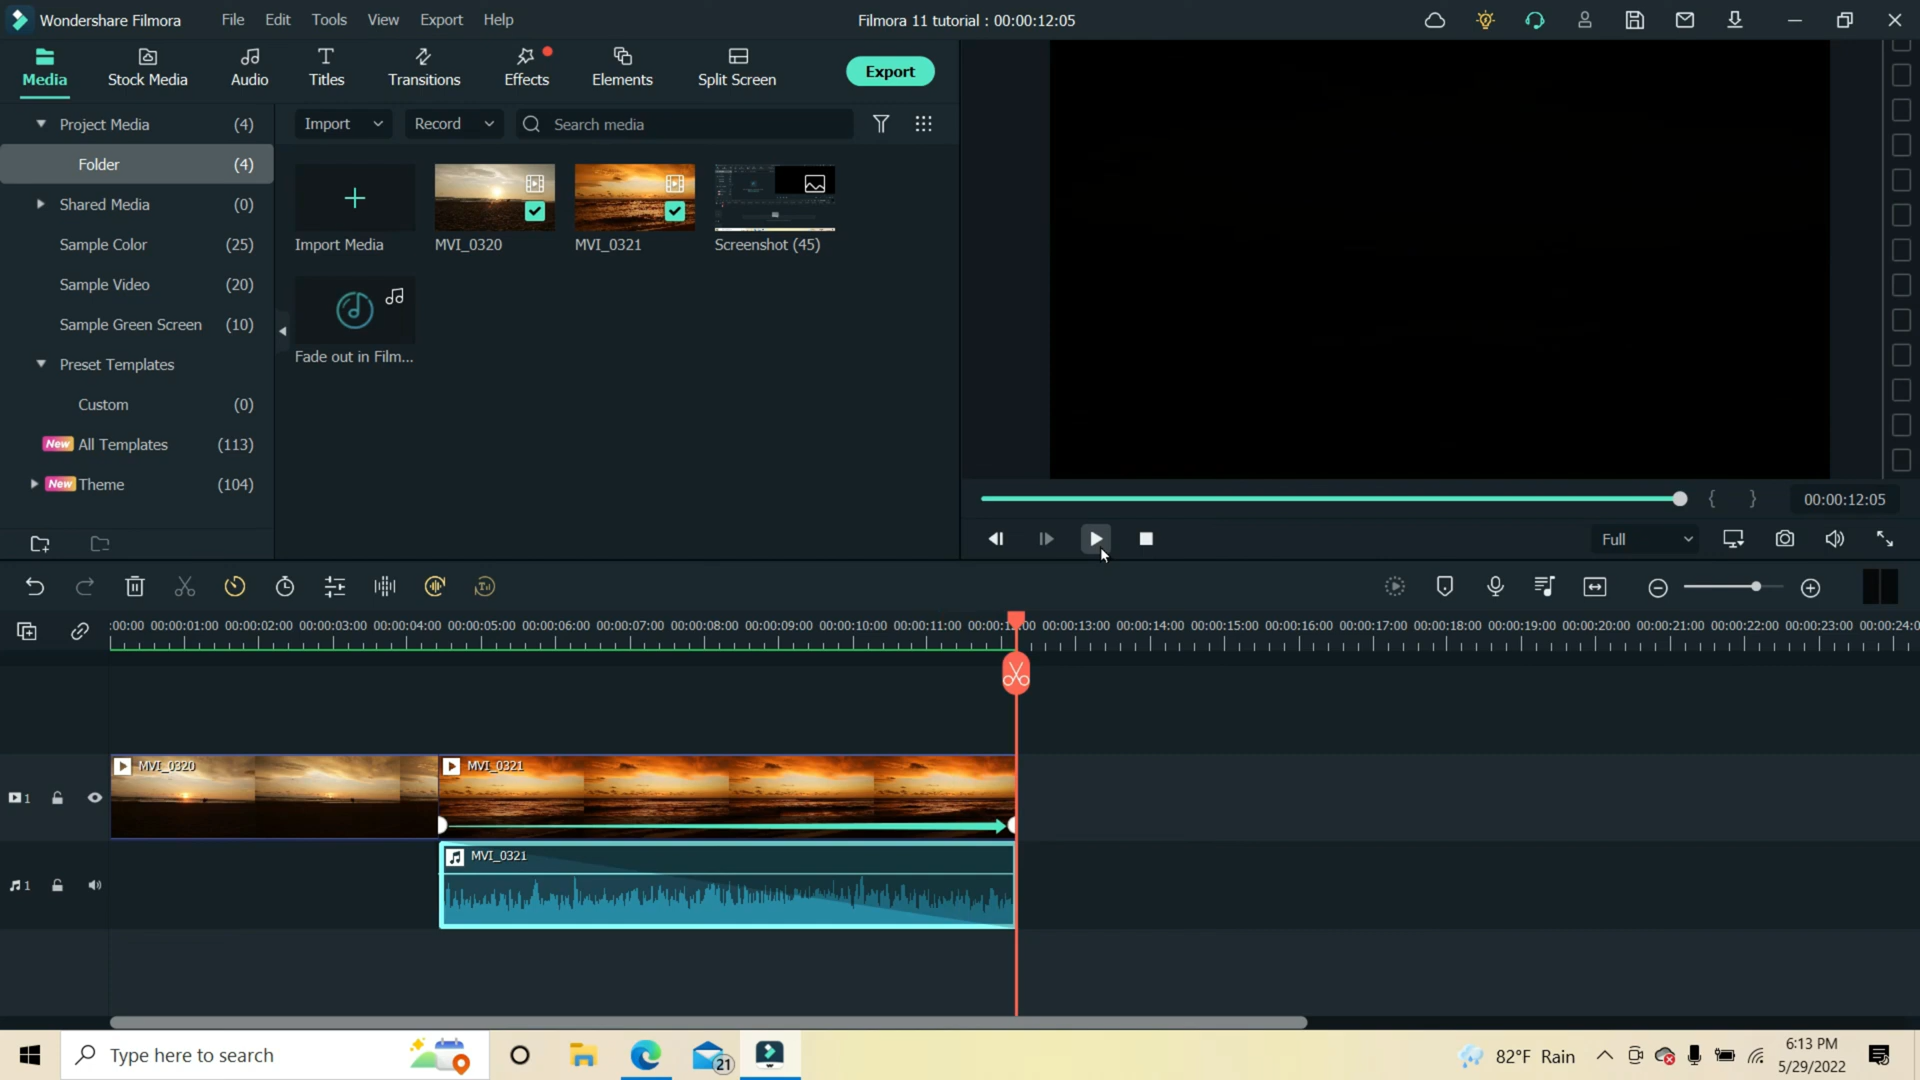 Wondershare Filmora File Edit Tools View Export Help Filmora 11 tutorial : 00:00:12:05
Media Stock Media Audio Titles Transitions Effects Elements Split Screen Export
Project Media (4)
Folder (4)
Shared Media (0)
Sample Color (25)
Sample Video (20)
Sample Green Screen (10)
Preset Templates
Custom (0)
New All Templates (113)
New Theme (104)
Import Record Search media
Import Media MVI_0320 MVI_0321 Screenshot (45)
Fade out in Film...
{ } 00:00:12:05
Full
:00:00 00:00:01:00 00:00:02:00 00:00:03:00 00:00:04:00 00:00:05:00 00:00:06:00 00:00:07:00 00:00:08:00 00:00:09:00 00:00:10:00 00:00:11:00 00:00:13:00 00:00:14:00 00:00:15:00 00:00:16:00 00:00:17:00 00:00:18:00 00:00:19:00 00:00:20:00 00:00:21:00 00:00:22:00 00:00:23:00 00:00:24:0
MVI_0320 MVI_0321
1
MVI_0321
1
Type here to search 21 82°F Rain 6:13 PM
5/29/2022